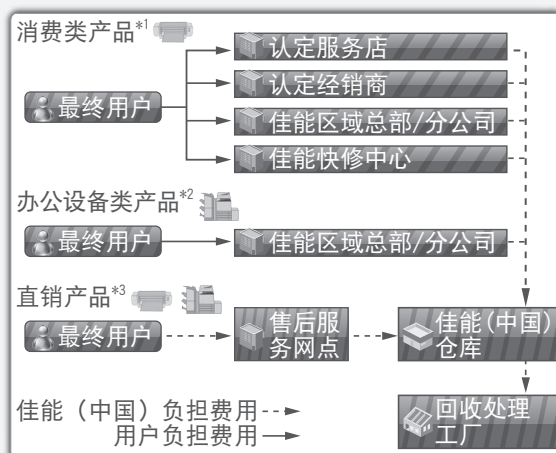 消费类产品*1
最终用户
认定服务店
认定经销商
佳能区域总部/分公司
佳能快修中心
办公设备类产品*2
最终用户
佳能区域总部/分公司
直销产品*3
最终用户
售后服
务网点
佳能(中国)
仓库
佳能（中国）负担费用
用户负担费用
回收处理
工厂